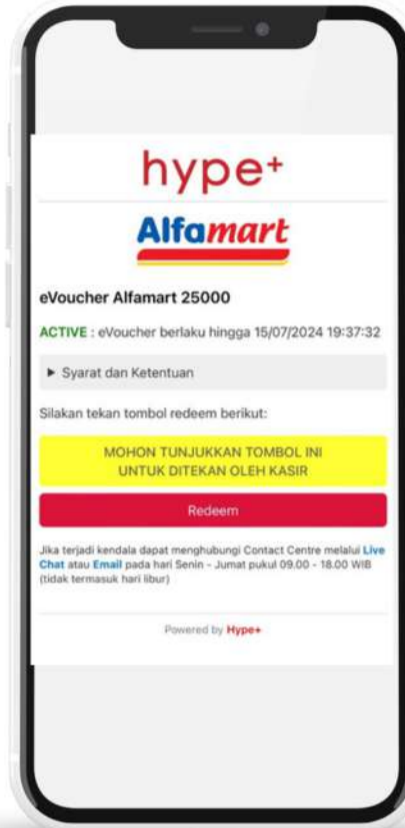 hype+
Alfamart
eVoucher Alfamart 25000
ACTIVE : eVoucher berlaku hingga 15/07/2024 19:37:32
▶ Syarat dan Ketentuan
Silakan tekan tombol redeem berikut:
MOHON TUNJUKKAN TOMBOL INI
UNTUK DITEKAN OLEH KASIR
Redeem
Jika terjadi kendala dapat menghubungi Contact Centre melalui Live
Chat atau Email pada hari Senin - Jumat pukul 09.00 - 18.00 WIB
(tidak termasuk hari libur)
Powered by Hype+